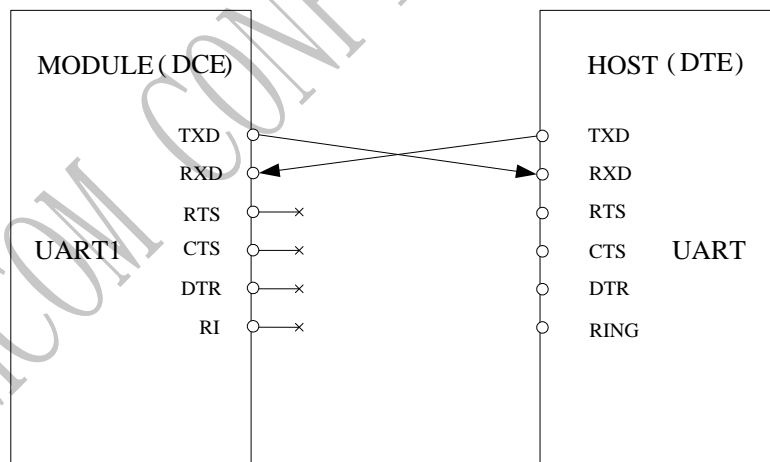 MODULE(DCE)
HOST(DTE)
TXD
TXD
RXD
RXD
RTS
RTS
UART1
CTS
CTS
UART
DTR
DTR
RI
RING